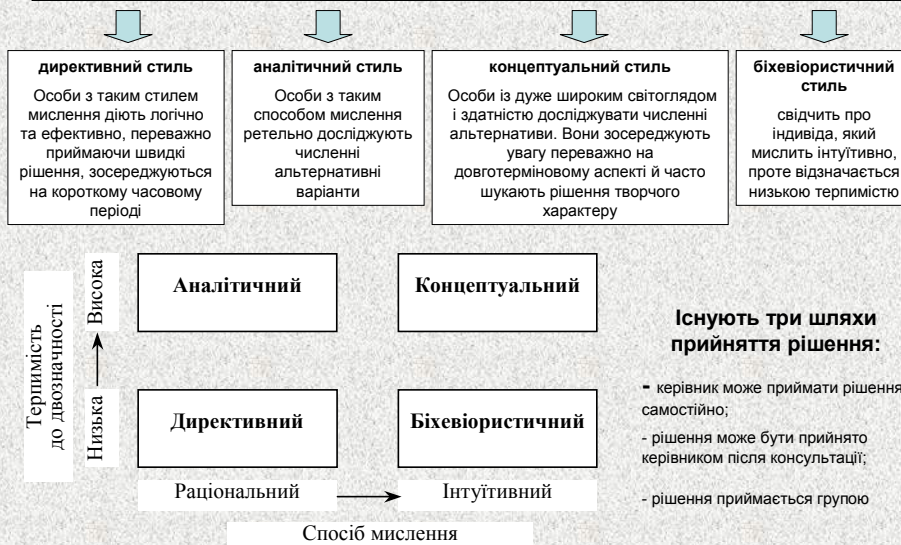 директивний стиль
Особи з таким стилем
мислення діють логічно
та ефективно, переважно
приймаючи швидкі
рішення, зосереджуються
на короткому часовому
періоді
аналітичний стиль
Особи з таким
способом мислення
ретельно досліджують
численні
альтернативні
варіанти
концептуальний стиль
Особи із дуже широким світоглядом
і здатністю досліджувати численні
альтернативи. Вони зосереджують
увагу переважно на
довготерміновому аспекті й часто
шукають рішення творчого
характеру
біхевіористичний
стиль
свідчить про
індивіда, який
мислить інтуїтивно,
проте відзначається
низькою терпимістю
Терпимість
до двозначності
Висока
Низька
Аналітичний
Концептуальний
Директивний
Біхевіористичний
Раціональний
Інтуїтивний
Спосіб мислення
Існують три шляхи
прийняття рішення:
- керівник може приймати рішення
самостійно;
- рішення може бути прийнято
керівником після консультації;
- рішення приймається групою